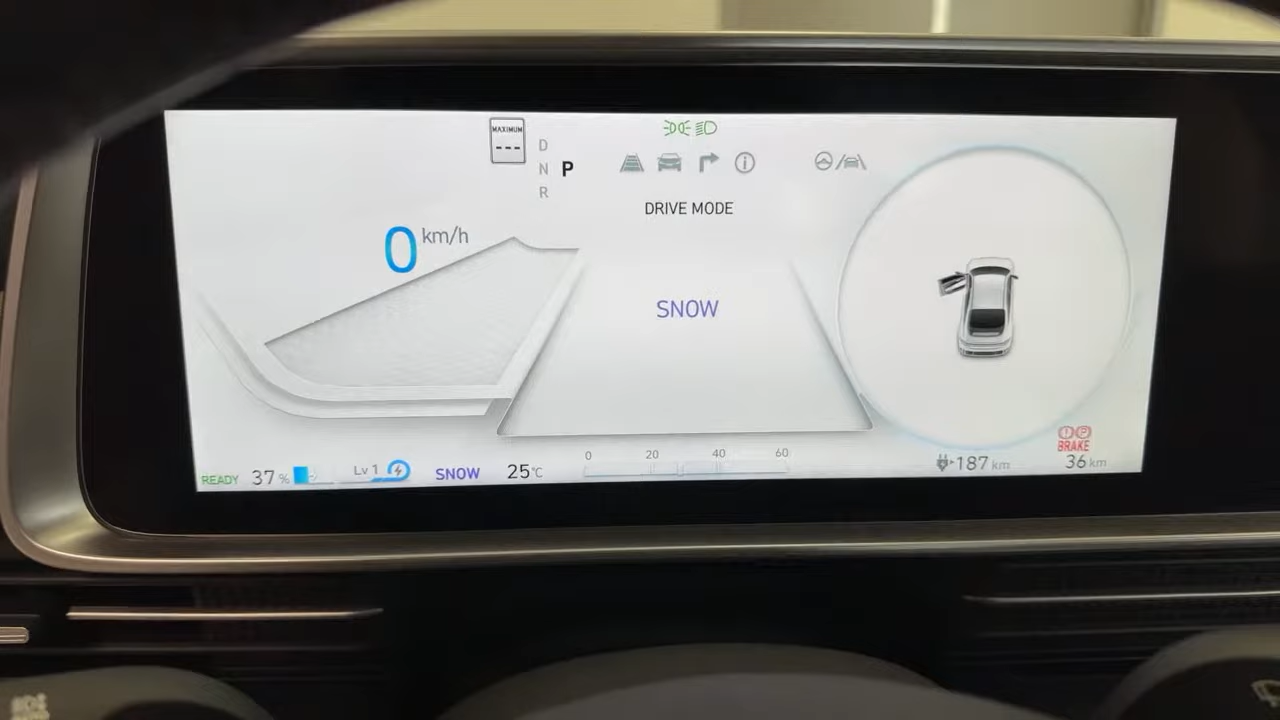 MAXIMUM
---
D
N P
R
DRIVE MODE
0 km/h
SNOW
BRAKE
READY 37 % Lv 1 SNOW 25°C
0 20 40 60
187 km 36 km